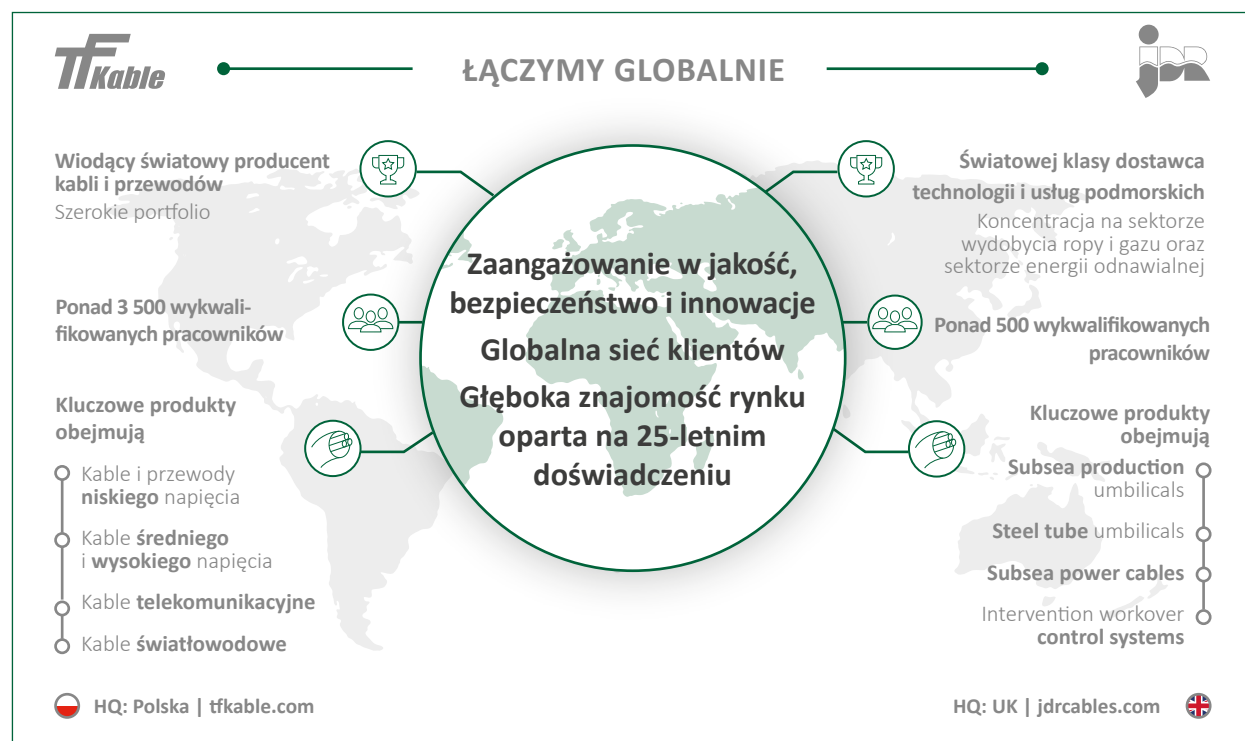 TF Kable
ŁĄCZYMY GLOBALNIE
jDR
Wiodący światowy producent
kabli i przewodów
Szerokie portfolio
Ponad 3 500 wykwali-
fikowanych pracowników
Kluczowe produkty
obejmują
Kable i przewody
niskiego napięcia
Kable średniego
i wysokiego napięcia
Kable telekomunikacyjne
Kable światłowodowe
HQ: Polska | tfkable.com
Zaangażowanie w jakość,
bezpieczeństwo i innowacje
Globalna sieć klientów
Głęboka znajomość rynku
oparta na 25-letnim
doświadczeniu
Światowej klasy dostawca
technologii i usług podmorskich
Koncentracja na sektorze
wydobycia ropy i gazu oraz
sektorze energii odnawialnej
Ponad 500 wykwalifikowanych
pracowników
Kluczowe produkty
obejmują
Subsea production
umbilicals
Steel tube umbilicals
Subsea power cables
Intervention workover
control systems
HQ: UK | jdrcables.com